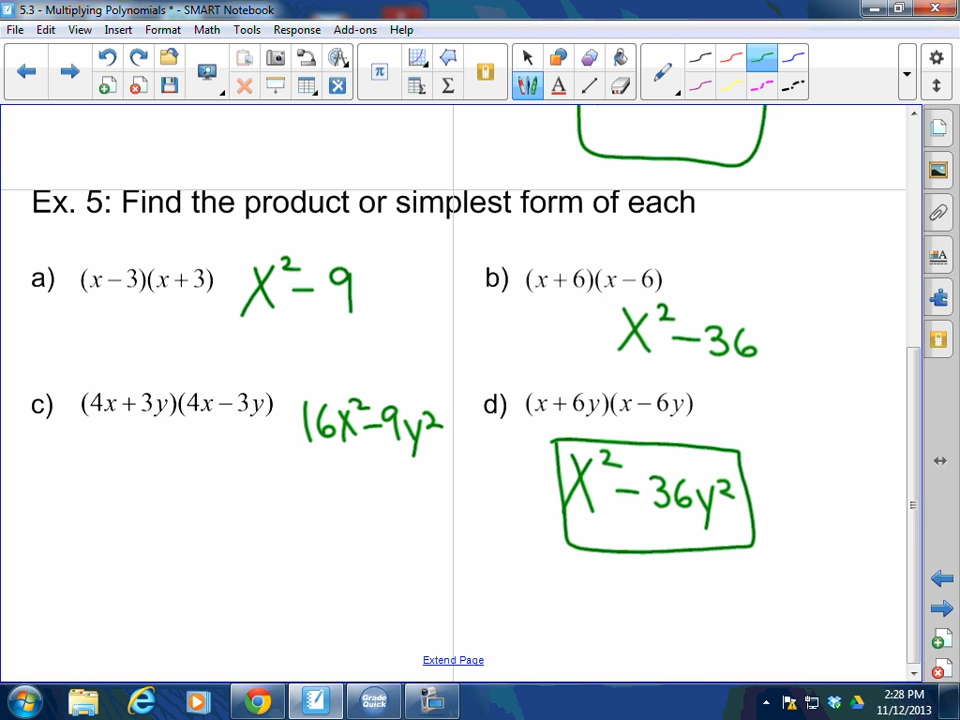 5.3 - Multiplying Polynomials * - SMART Notebook
File Edit View Insert Format Math Tools Response Add-ons Help
Ex. 5: Find the product or simplest form of each
a) (x − 3)(x + 3) x² − 9
b) (x + 6)(x − 6)
x² − 36
c) (4x + 3y)(4x − 3y) 16x² − 9y²
d) (x + 6y)(x − 6y)
x² − 36y²
Extend Page
Grade Quick
2:28 PM
11/12/2013